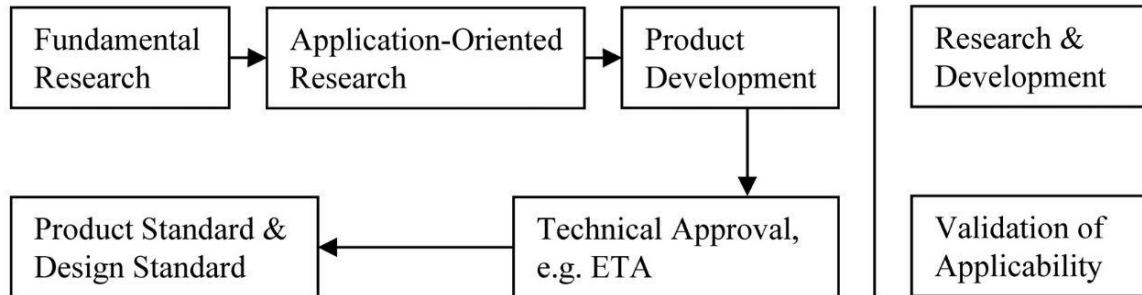 Fundamental
Research
Application-Oriented
Research
Product
Development
Research &
Development
Product Standard &
Design Standard
Technical Approval,
e.g. ETA
Validation of
Applicability